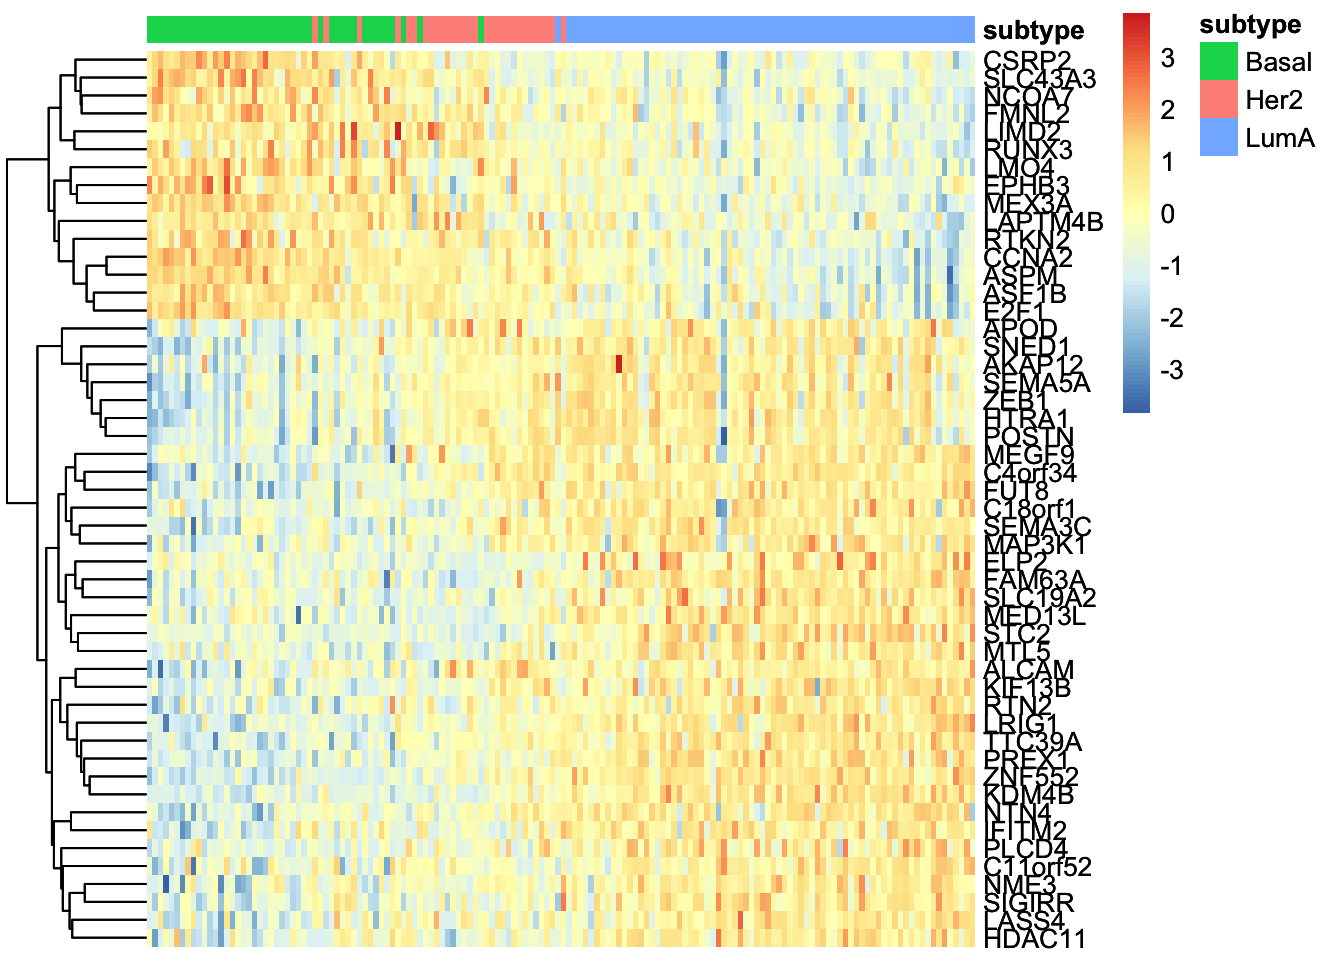 subtype
CSRP2
SLC43A3
NCOA7
FMNL2
LIMD2
RUNX3
LMO4
EPHB3
MEX3A
LAPTM4B
RTKN2
CCNA2
ASPM
ASF1B
E2F1
APOD
SNED1
AKAP12
SEMA5A
ZEB1
HTRA1
POSTN
MEGF9
C4orf34
FUT8
C18orf1
SEMA3C
MAP3K1
ELP2
FAM63A
SLC19A2
MED13L
STC2
MTL5
ALCAM
KIF13B
RTN2
LRIG1
TTC39A
PREX1
ZNF552
KDM4B
NTN4
IFITM2
PLCD4
C11orf52
NME3
SIGIRR
LASS4
HDAC11
3
2
1
0
-1
-2
-3
subtype
Basal
Her2
LumA